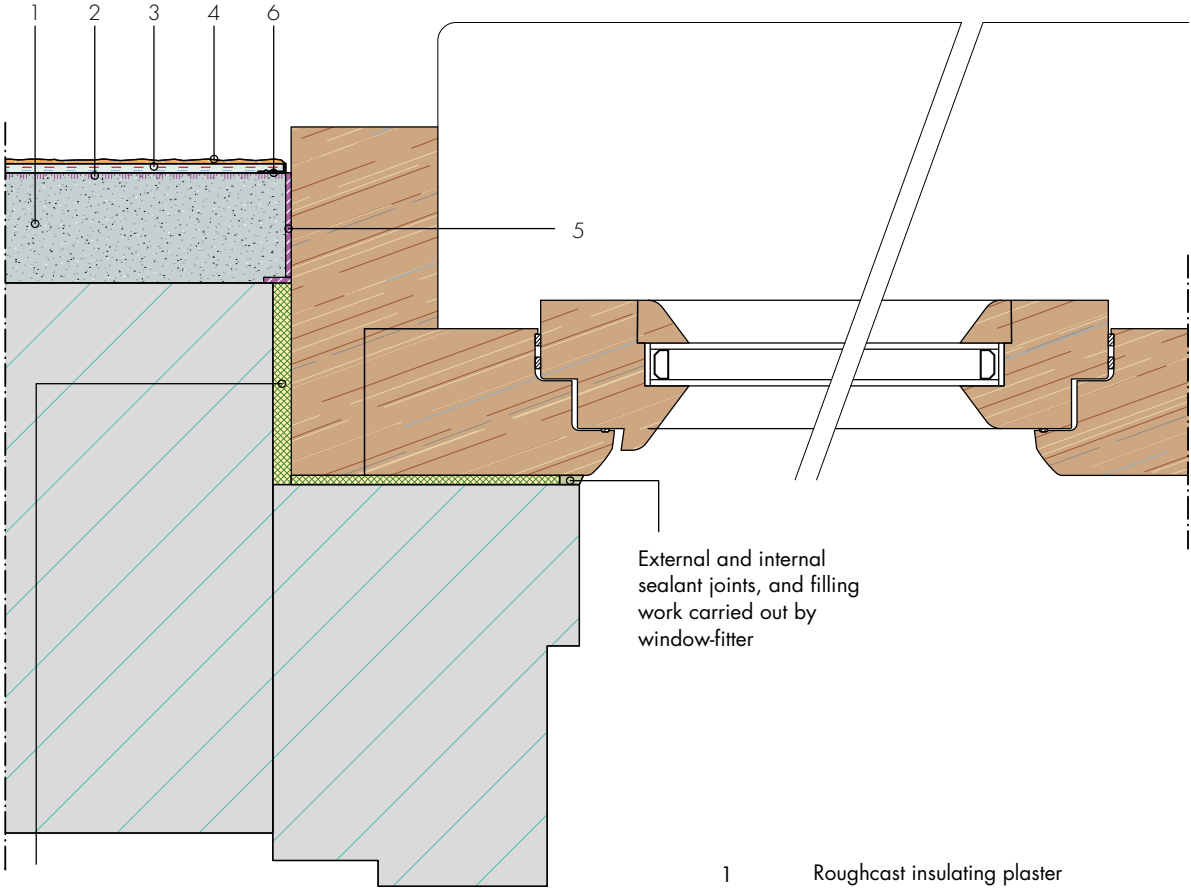 1 2 3 4 6
5
External and internal
sealant joints, and filling
work carried out by
window-fitter
1 Roughcast insulating plaster